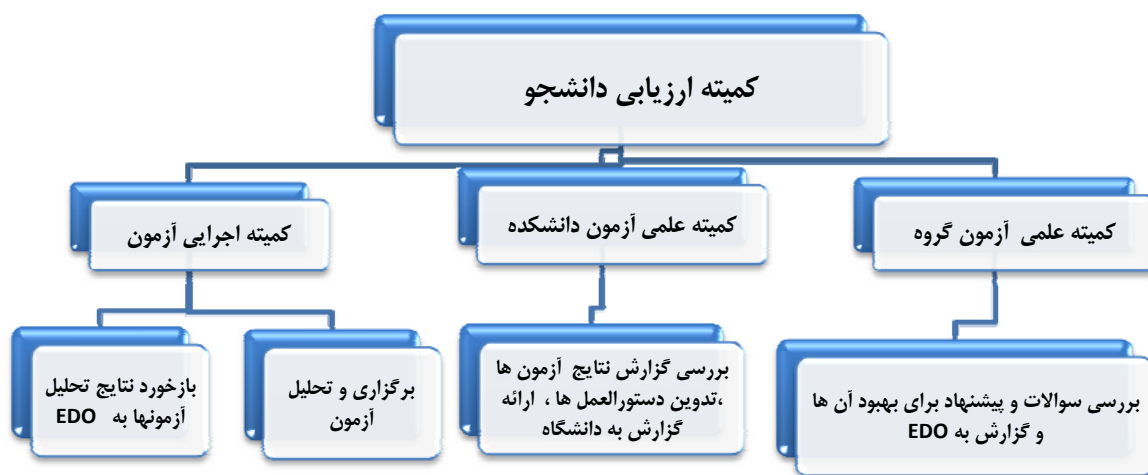 کمیته ارزیابی دانشجو
کمیته علمی آزمون گروه
کمیته علمی آزمون دانشکده
کمیته اجرایی آزمون
بررسی سوالات و پیشنهاد برای بهبود آن ها
و گزارش به EDO
بررسی گزارش نتایج آزمون ها
،تدوین دستورالعمل ها ، ارائه
گزارش به دانشگاه
برگزاری و تحلیل
آزمون
بازخورد نتایج تحلیل
آزمونها به EDO